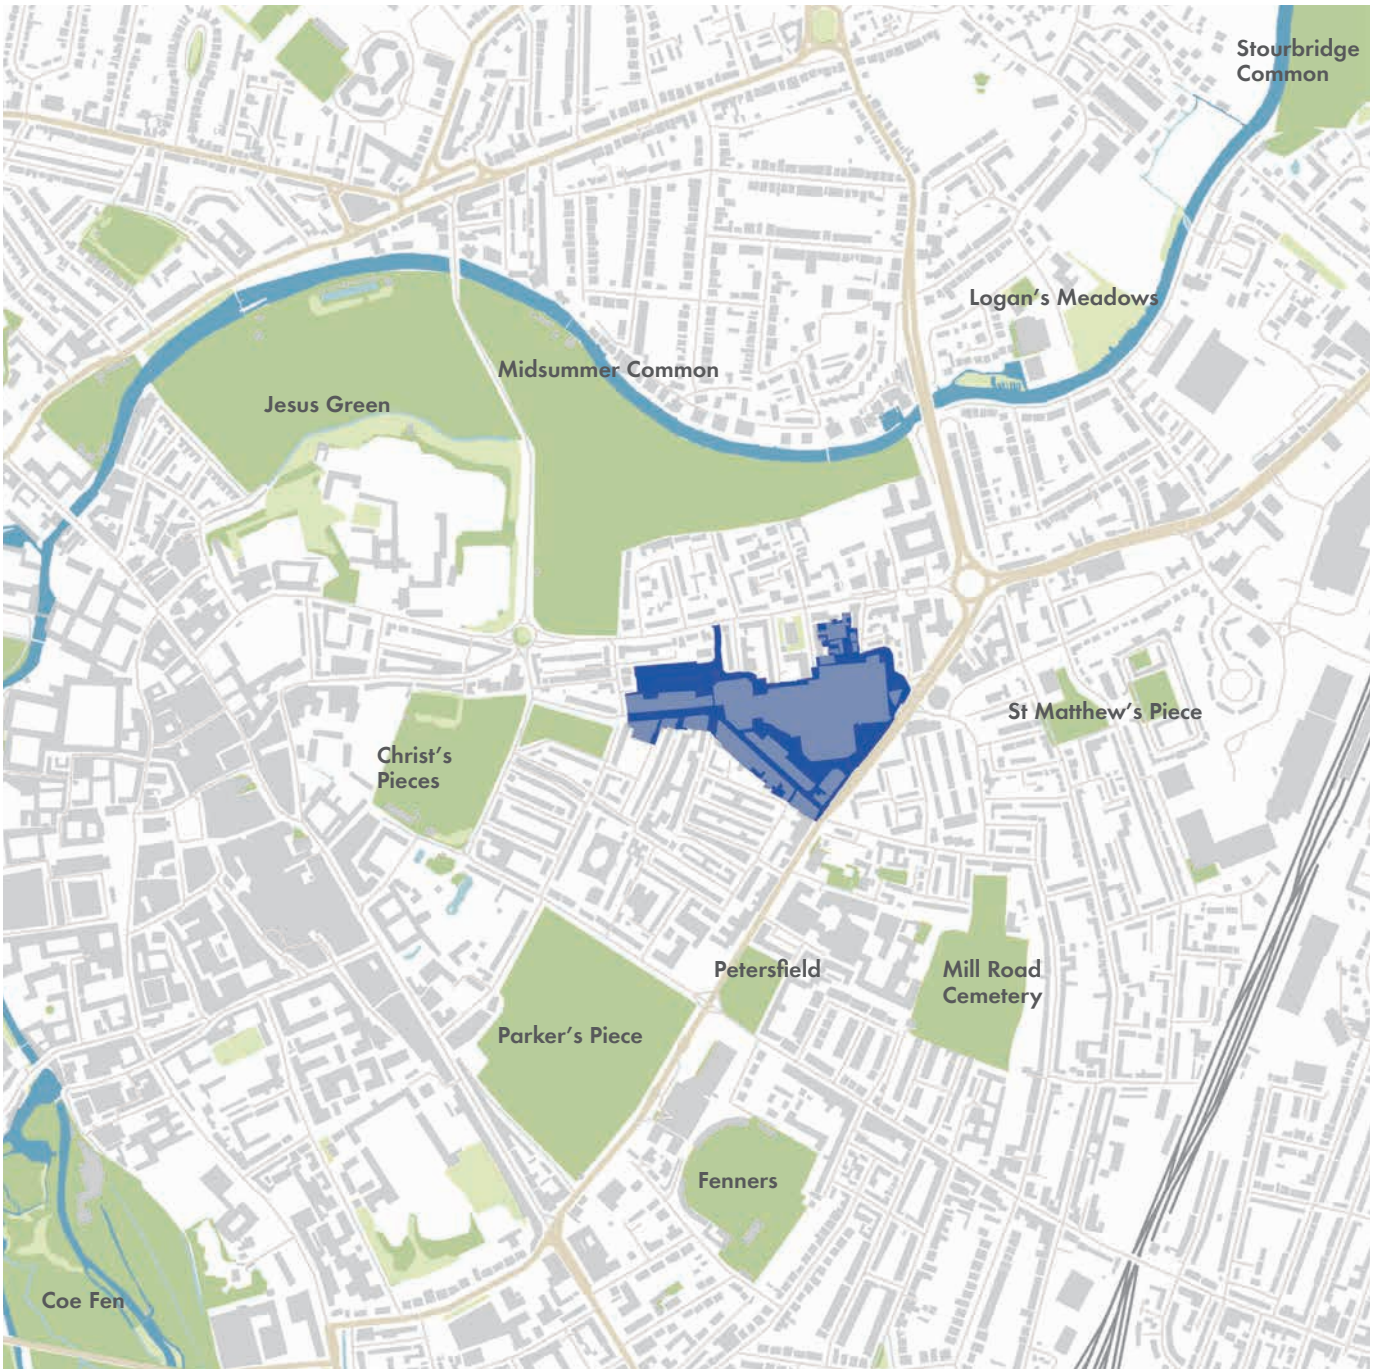 Stourbridge
Common
Logan's Meadows
Midsummer Common
Jesus Green
St Matthew's Piece
Christ's
Pieces
Petersfield
Mill Road
Cemetery
Parker's Piece
Fenners
Coe Fen